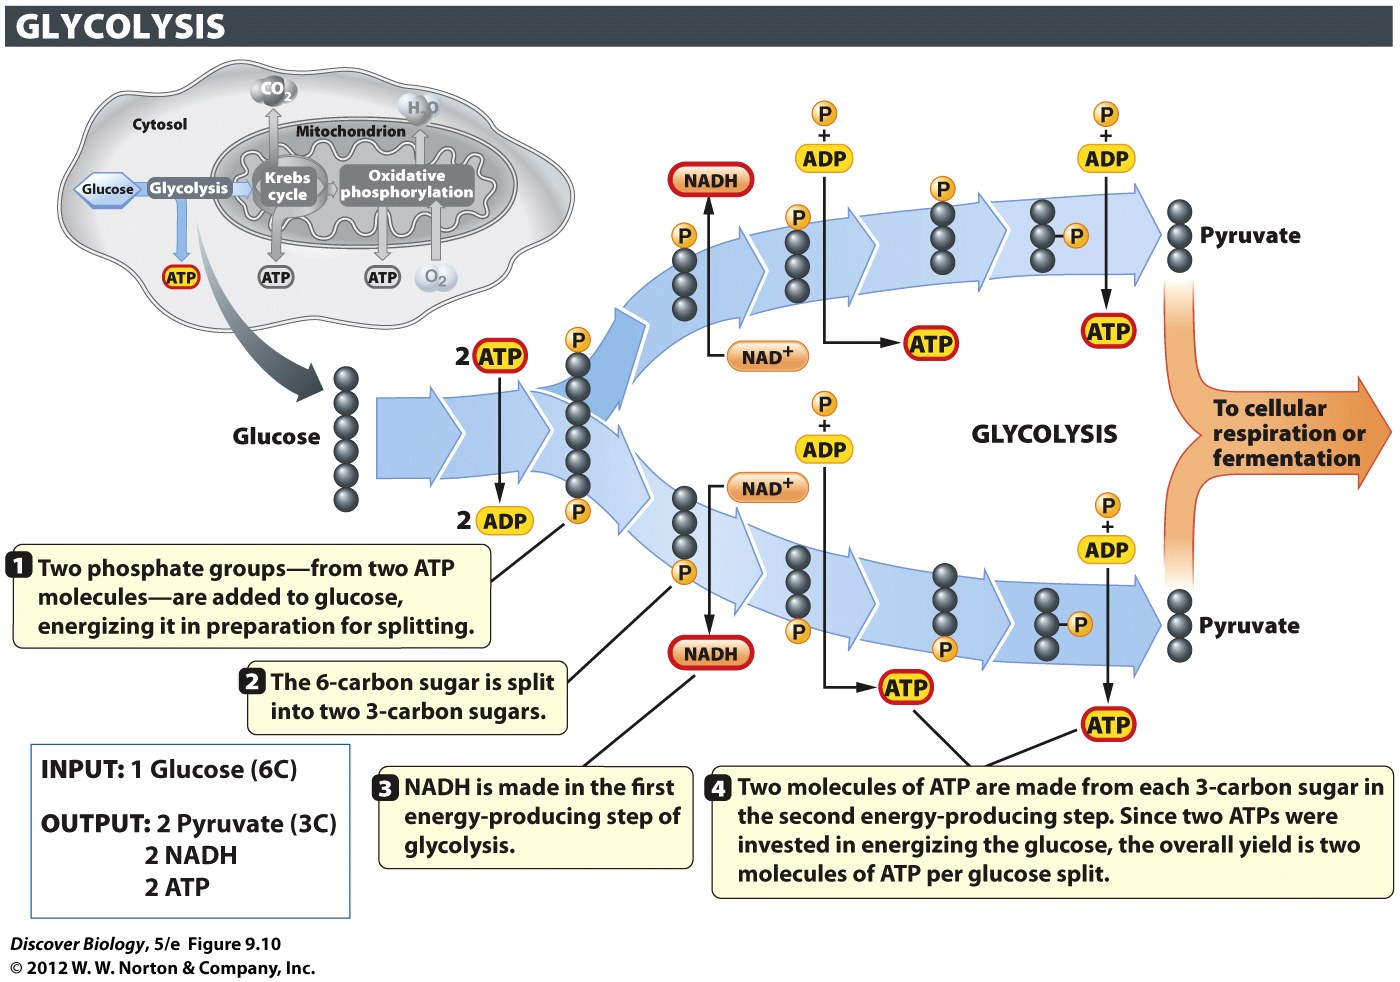 GLYCOLYSIS
CO2
H2O
Cytosol
Mitochondrion
Glucose
Glycolysis
Krebs
cycle
Oxidative
phosphorylation
ATP
ATP
ATP
O2
P
+
ADP
P
+
ADP
NADH
P
P
P
P
Pyruvate
NAD+
ATP
ATP
2 ATP
P
Glucose
2 ADP
P
P
+
ADP
GLYCOLYSIS
To cellular
respiration or
fermentation
NAD+
P
+
ADP
P
P
P
P
Pyruvate
NADH
ATP
ATP
1 Two phosphate groups—from two ATP
molecules—are added to glucose,
energizing it in preparation for splitting.
2 The 6-carbon sugar is split
into two 3-carbon sugars.
INPUT: 1 Glucose (6C)
OUTPUT: 2 Pyruvate (3C)
2 NADH
2 ATP
3 NADH is made in the first
energy-producing step of
glycolysis.
4 Two molecules of ATP are made from each 3-carbon sugar in
the second energy-producing step. Since two ATPs were
invested in energizing the glucose, the overall yield is two
molecules of ATP per glucose split.
Discover Biology, 5/e Figure 9.10
© 2012 W. W. Norton & Company, Inc.